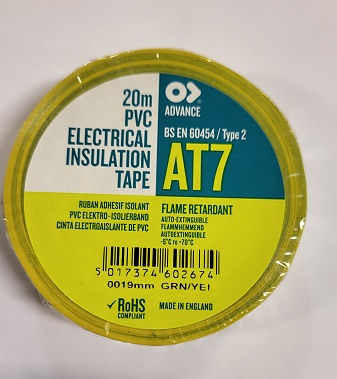 20m
PVC
ELECTRICAL
INSULATION
TAPE
ADVANCE
BS EN 60454 / Type 2
AT7
RUBAN ADHESIF ISOLANT
PVC ELEKTRO-ISOLIERBAND
CINTA ELECTROAISLANTE DE PVC
FLAME RETARDANT
AUTO-EXTINGUIBLE
FLAMMHEMMEND
AUTOEXTINGUIBLE
-5°C to +70°C
5 017374 602674
0019mm GRN/YEl
✓ RoHS
COMPLIANT
MADE IN ENGLAND